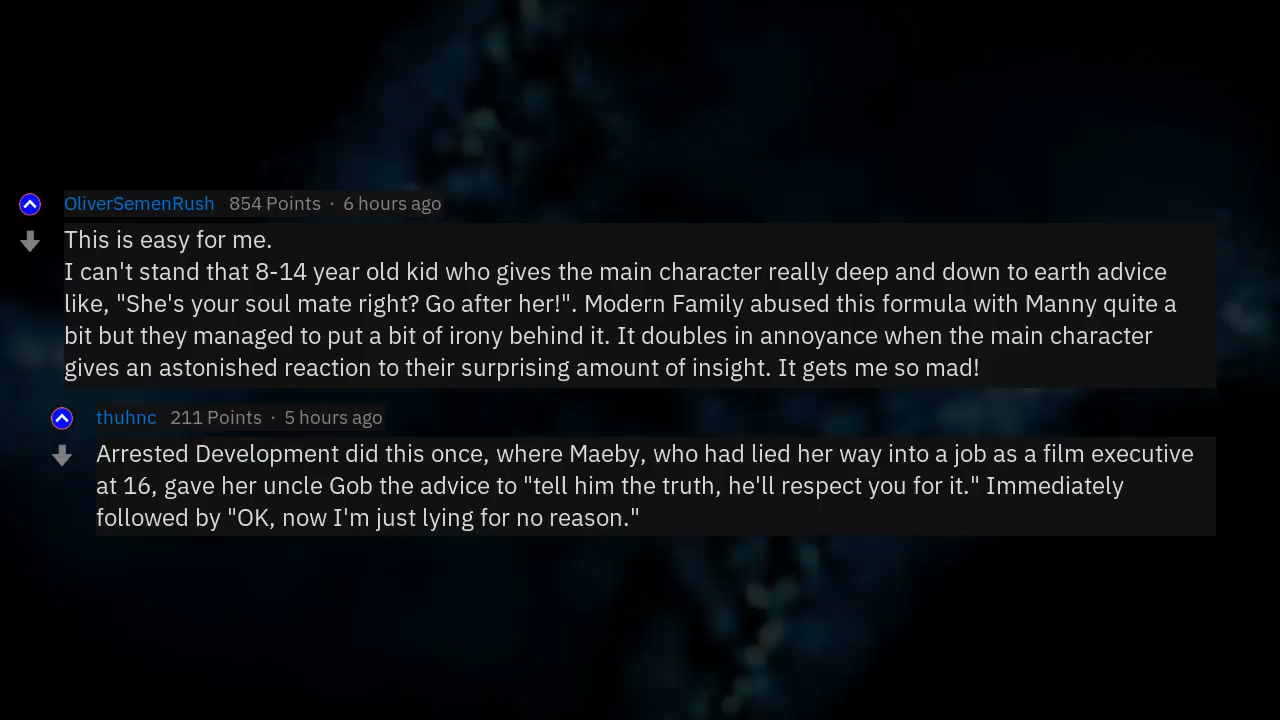 OliverSemenRush 854 Points · 6 hours ago
This is easy for me.
I can't stand that 8-14 year old kid who gives the main character really deep and down to earth advice
like, "She's your soul mate right? Go after her!". Modern Family abused this formula with Manny quite a
bit but they managed to put a bit of irony behind it. It doubles in annoyance when the main character
gives an astonished reaction to their surprising amount of insight. It gets me so mad!
thuhnc 211 Points · 5 hours ago
Arrested Development did this once, where Maeby, who had lied her way into a job as a film executive
at 16, gave her uncle Gob the advice to "tell him the truth, he'll respect you for it." Immediately
followed by "OK, now I'm just lying for no reason."